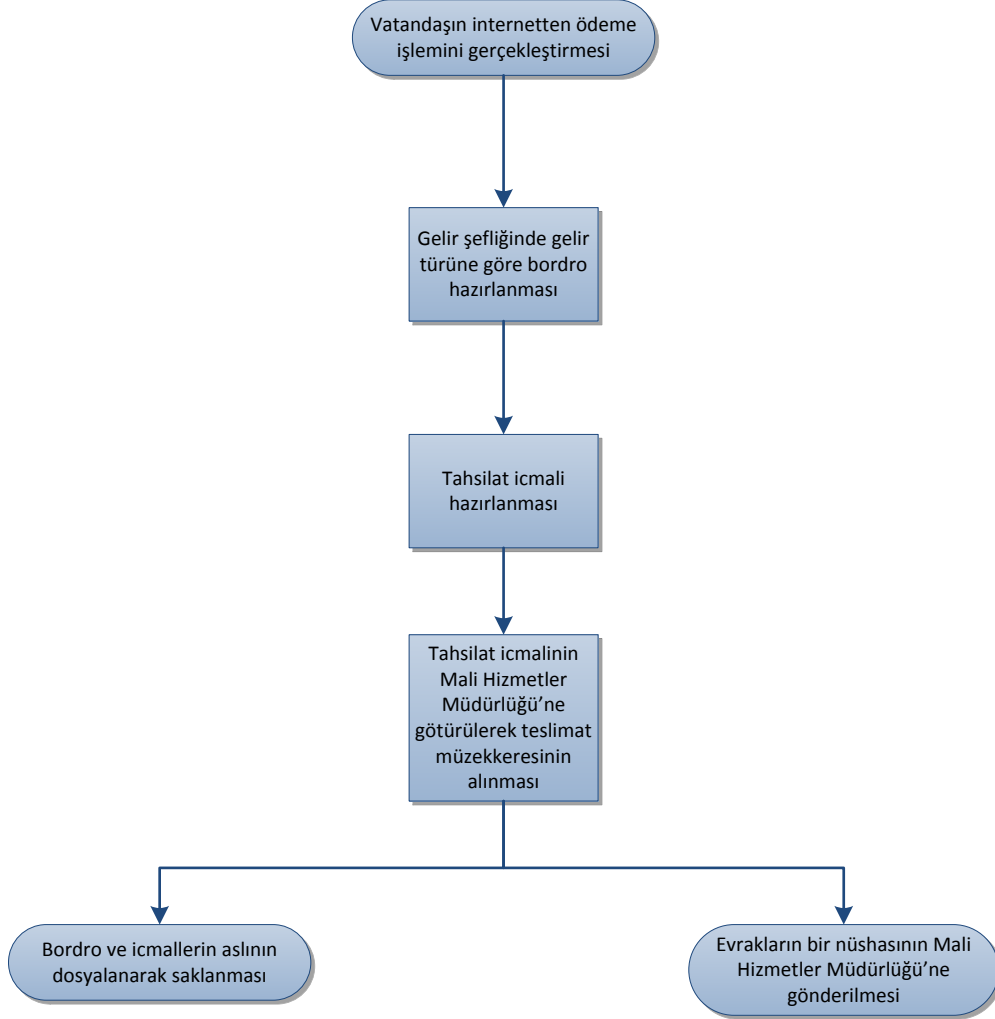 Vatandaşın internetten ödeme
işlemini gerçekleştirmesi
Gelir şefliğinde gelir
türüne göre bordro
hazırlanması
Tahsilat icmali
hazırlanması
Tahsilat icmalinin
Mali Hizmetler
Müdürlüğü’ne
götürülerek teslimat
müzekkeresinin
alınması
Bordro ve icmallerin aslının
dosyalanarak saklanması
Evrakların bir nüshasının Mali
Hizmetler Müdürlüğü’ne
gönderilmesi